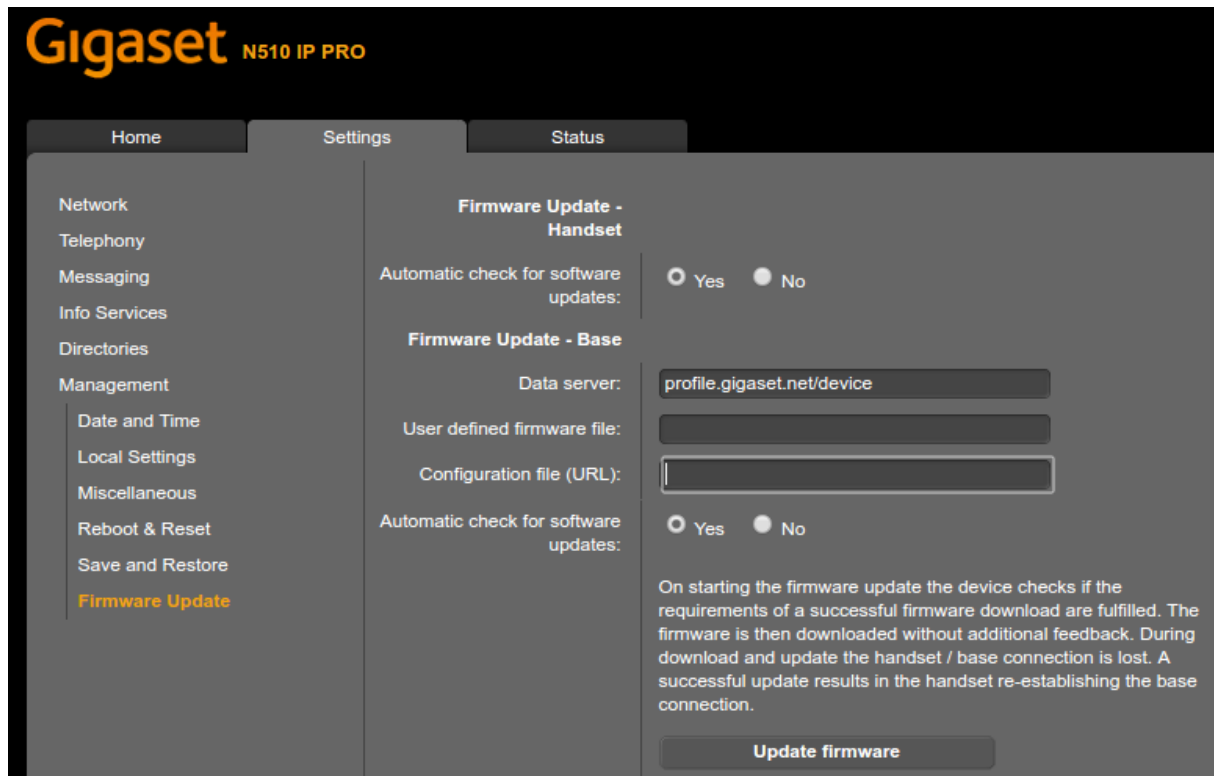 Gigaset N510 IP PRO
Home Settings Status
Network
Telephony
Messaging
Info Services
Directories
Management
Date and Time
Local Settings
Miscellaneous
Reboot & Reset
Save and Restore
Firmware Update
Firmware Update -
Handset
Automatic check for software
updates:
Yes No
Firmware Update - Base
Data server:
profile.gigaset.net/device
User defined firmware file:
Configuration file (URL):
Automatic check for software
updates:
Yes No
On starting the firmware update the device checks if the
requirements of a successful firmware download are fulfilled. The
firmware is then downloaded without additional feedback. During
download and update the handset / base connection is lost. A
successful update results in the handset re-establishing the base
connection.
Update firmware